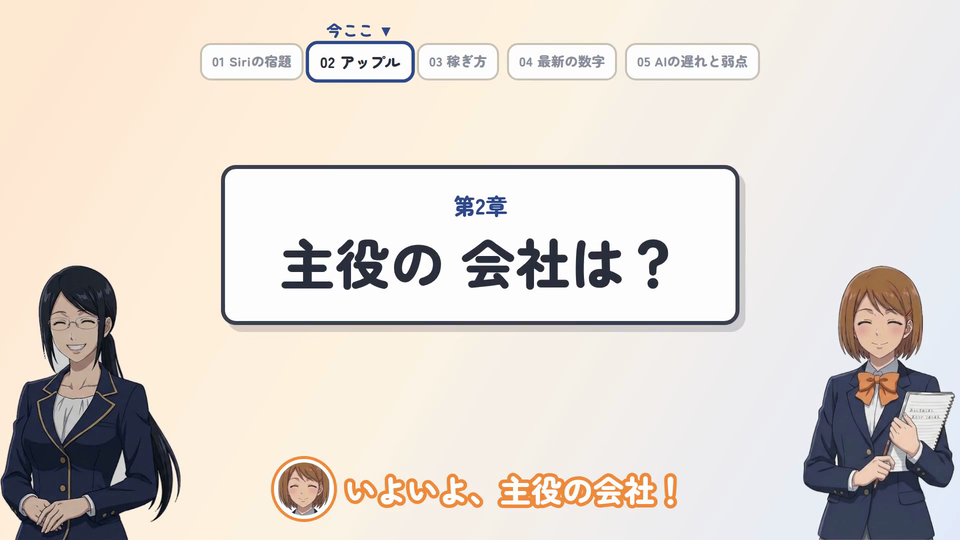 今ここ ▼
01 Siriの宿題
02 アップル
03 稼ぎ方
04 最新の数字
05 AIの遅れと弱点
第2章
主役の 会社は？
いよいよ、主役の会社！